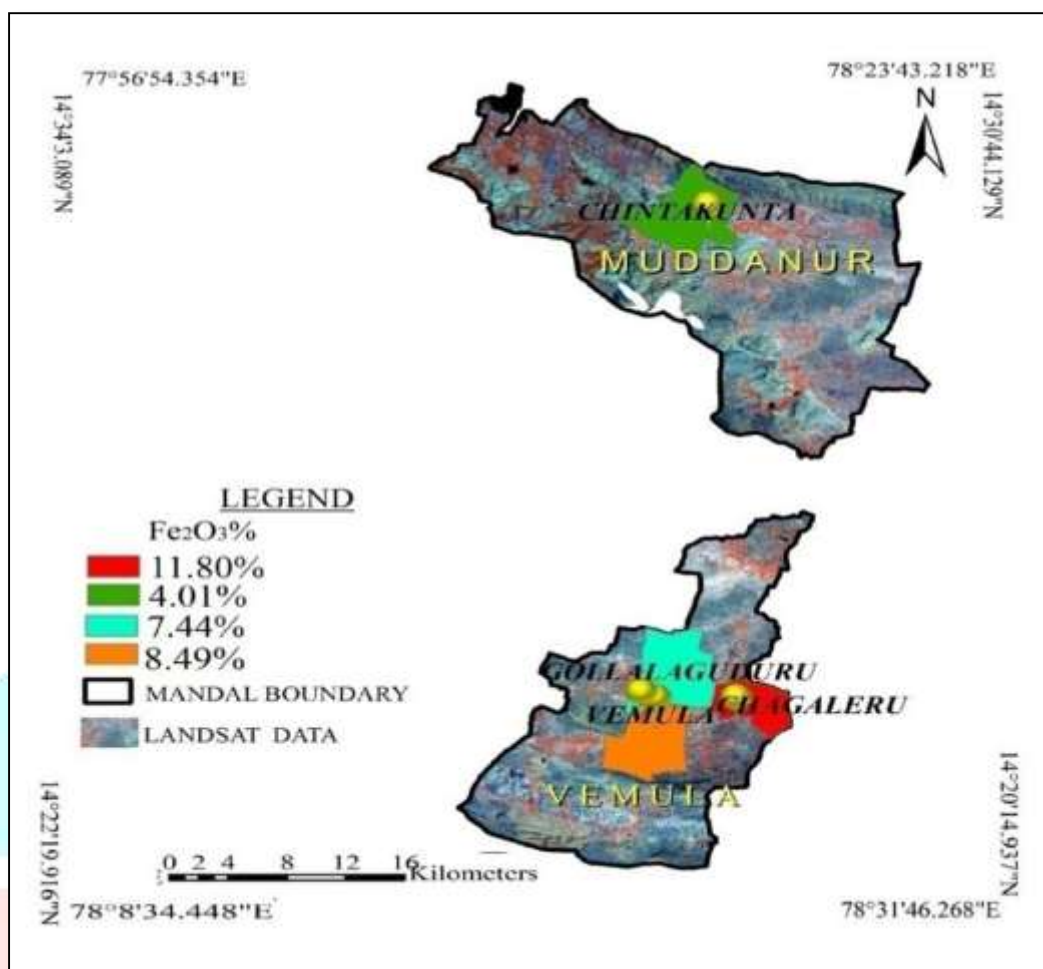 77°56'54.354"E
78°23'43.218"E
N
14°34'3.089"N
14°30'44.129"N
CHINTAKUNTA
MUDDANUR
LEGEND
Fe₂O₃%
11.80%
4.01%
7.44%
8.49%
MANDAL BOUNDARY
LANDSAT DATA
GOLLALAGUDURU
CHAGALERU
VEMULA
VEMULA
0 2 4 8 12 16
Kilometers
14°22'19.916"N
14°20'14.937"N
78°8'34.448"E
78°31'46.268"E